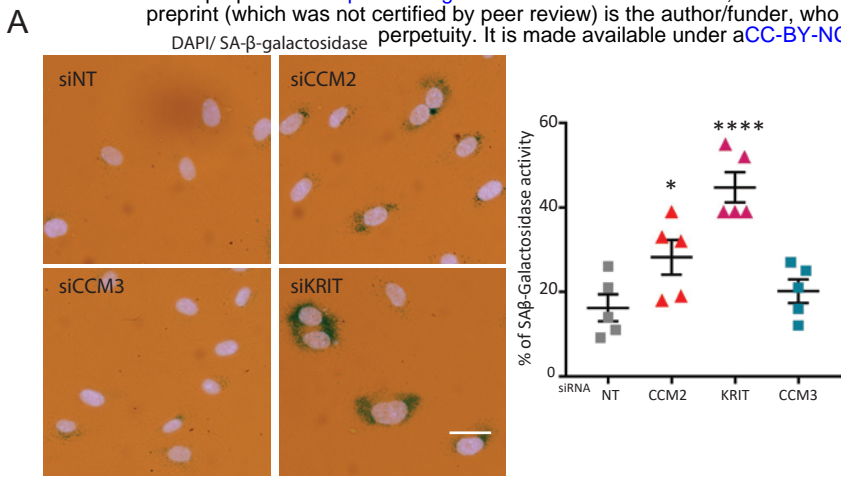 preprint (which was not certified by peer review) is the author/funder, who
perpetuity. It is made available under aCC-BY-NC
A
DAPI/ SA-β-galactosidase
siNT
siCCM2
siCCM3
siKRIT
% of SAβ-Galactosidase activity
60
40
20
0
*
****
siRNA
NT
CCM2
KRIT
CCM3